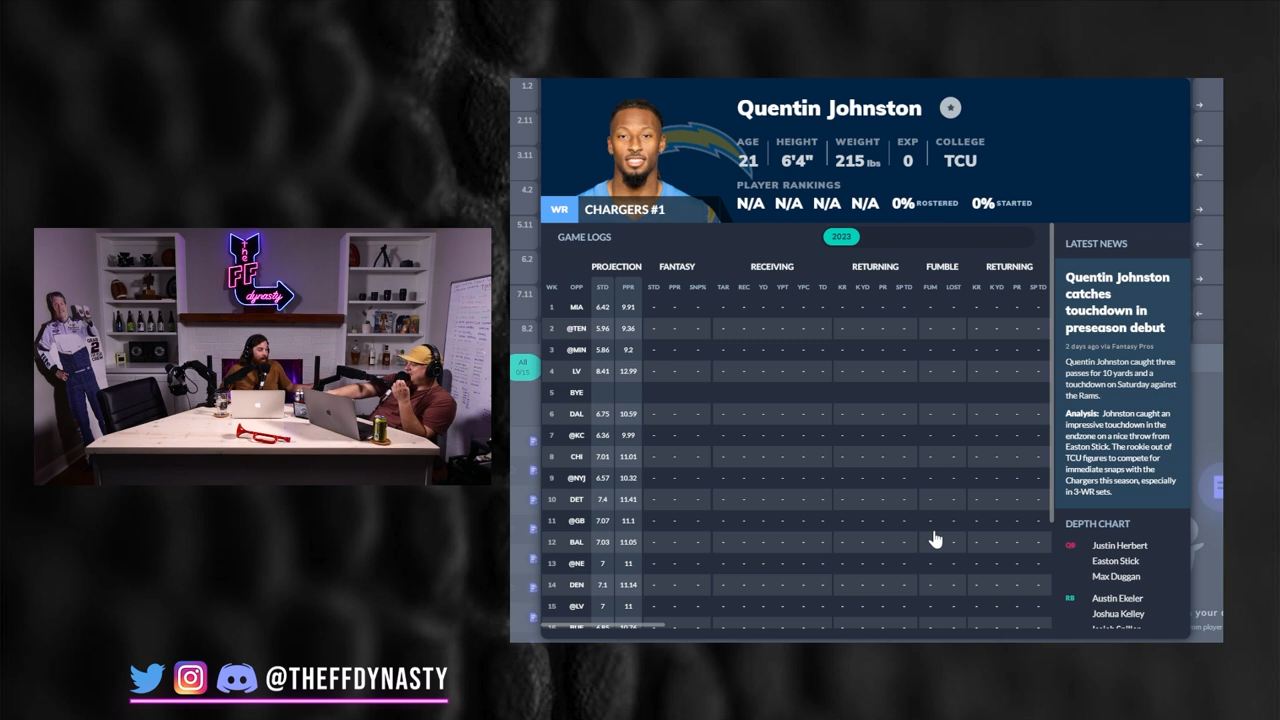 1.2
2.11
3.11
4.2
5.11
6.2
7.11
8.2
All
0/15
Quentin Johnston
AGE HEIGHT WEIGHT EXP COLLEGE
21 6'4" 215 lbs 0 TCU
PLAYER RANKINGS
N/A N/A N/A N/A 0% ROSTERED 0% STARTED
WR CHARGERS #1
GAME LOGS 2023
PROJECTION FANTASY RECEIVING RETURNING FUMBLE RETURNING
WK OPP STD PPR STD PPR SNP% TAR REC YD YPT YPC TD KR KYD PR SPTD FUM LOST KR KYD PR SPTD
1 MIA 6.42 9.91 - - - - - - - - - - - - - - - - - - -
2 @TEN 5.96 9.36 - - - - - - - - - - - - - - - - - - -
3 @MIN 5.86 9.2 - - - - - - - - - - - - - - - - - - -
4 LV 8.41 12.99 - - - - - - - - - - - - - - - - - - -
5 BYE
6 DAL 6.75 10.59 - - - - - - - - - - - - - - - - - - -
7 @KC 6.36 9.99 - - - - - - - - - - - - - - - - - - -
8 CHI 7.01 11.01 - - - - - - - - - - - - - - - - - - -
9 @NYJ 6.57 10.32 - - - - - - - - - - - - - - - - - - -
10 DET 7.4 11.41 - - - - - - - - - - - - - - - - - - -
11 @GB 7.07 11.1 - - - - - - - - - - - - - - - - - - -
12 BAL 7.03 11.05 - - - - - - - - - - - - - - - - - - -
13 @NE 7 11 - - - - - - - - - - - - - - - - - - -
14 DEN 7.1 11.14 - - - - - - - - - - - - - - - - - - -
15 @LV 7 11 - - - - - - - - - - - - - - - - - - -
LATEST NEWS
Quentin Johnston
catches
touchdown in
preseason debut
2 days ago via Fantasy Pros
Quentin Johnston caught three
passes for 10 yards and a
touchdown on Saturday against
the Rams.
Analysis: Johnston caught an
impressive touchdown in the
endzone on a nice throw from
Easton Stick. The rookie out of
TCU figures to compete for
immediate snaps with the
Chargers this season, especially
in 3-WR sets.
DEPTH CHART
QB Justin Herbert
Easton Stick
Max Duggan
RB Austin Ekeler
Joshua Kelley
your
player
the
FF
dynasty
@THEFFDYNASTY